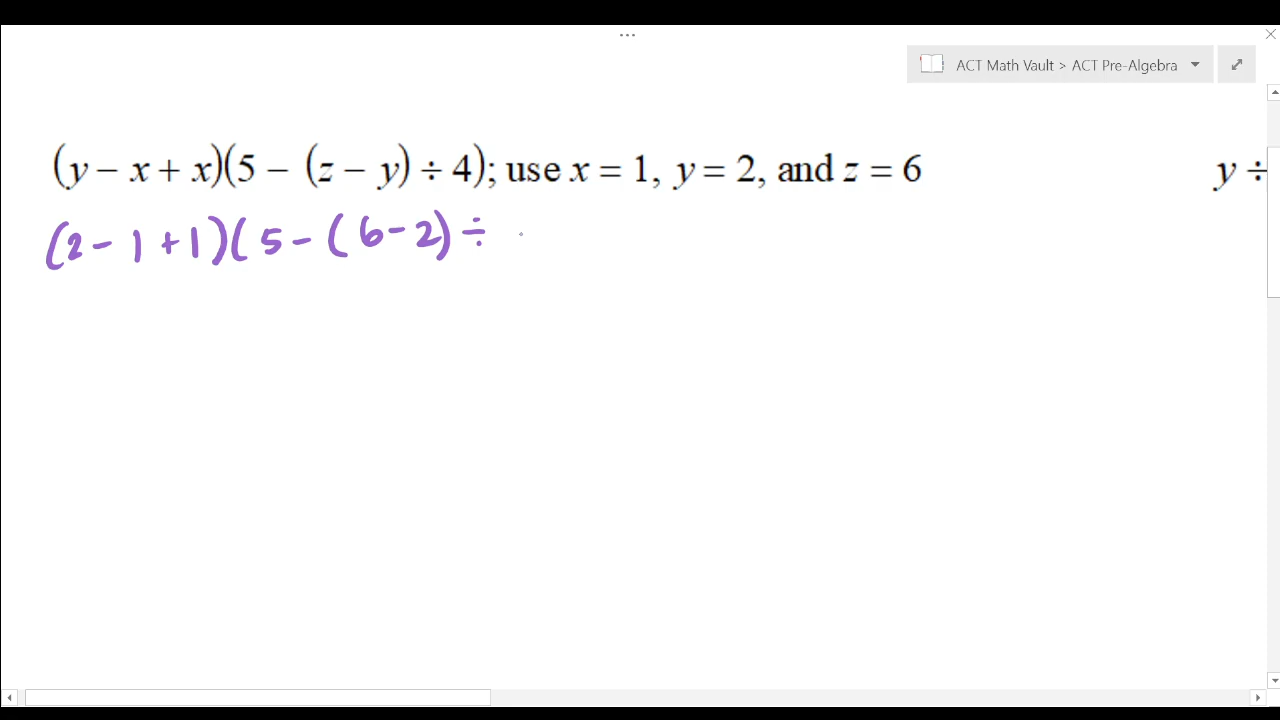 ...
ACT Math Vault > ACT Pre-Algebra
(y − x + x)(5 − (z − y) ÷ 4); use x = 1, y = 2, and z = 6
y ÷
(2 − 1 + 1)(5 − (6 − 2) ÷